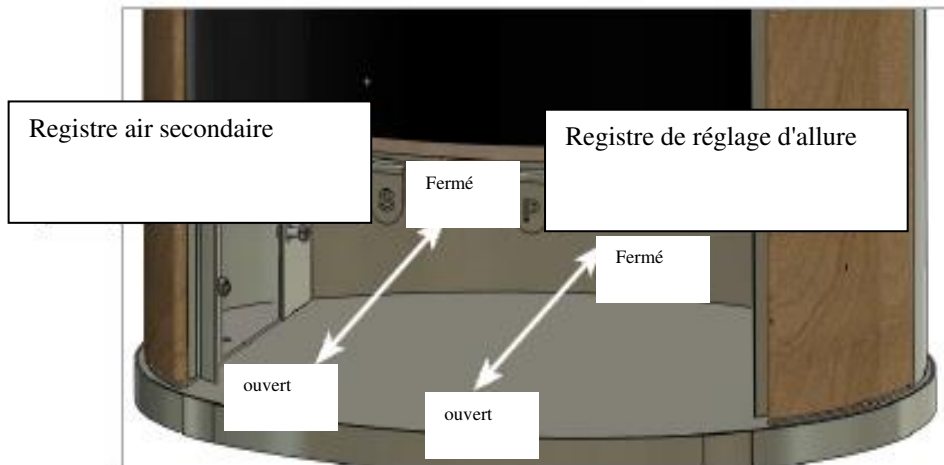 Registre air secondaire
Registre de réglage d'allure
Fermé
S
P
Fermé
ouvert
ouvert